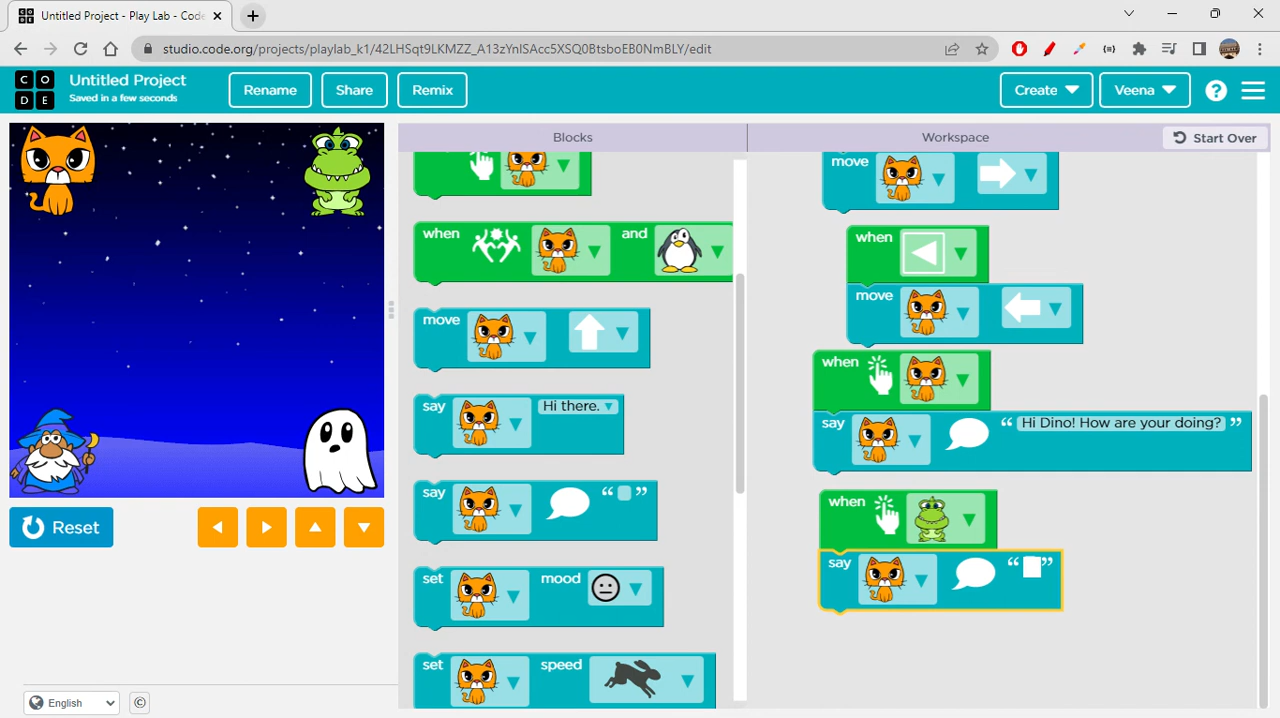 Untitled Project - Play Lab - Code
studio.code.org/projects/playlab_k1/42LHSqt9LKMZZ_A13zYnISAcc5XSQ0BtsboEB0NmBLY/edit
C O
D E
Untitled Project
Saved in a few seconds
Rename
Share
Remix
Create
Veena
?
Blocks
Workspace
Start Over
when
and
move
say
Hi there.
say
“ ”
set
mood
set
speed
move
when
move
when
say
“ Hi Dino! How are your doing? ”
when
say
“ ”
Reset
English
©